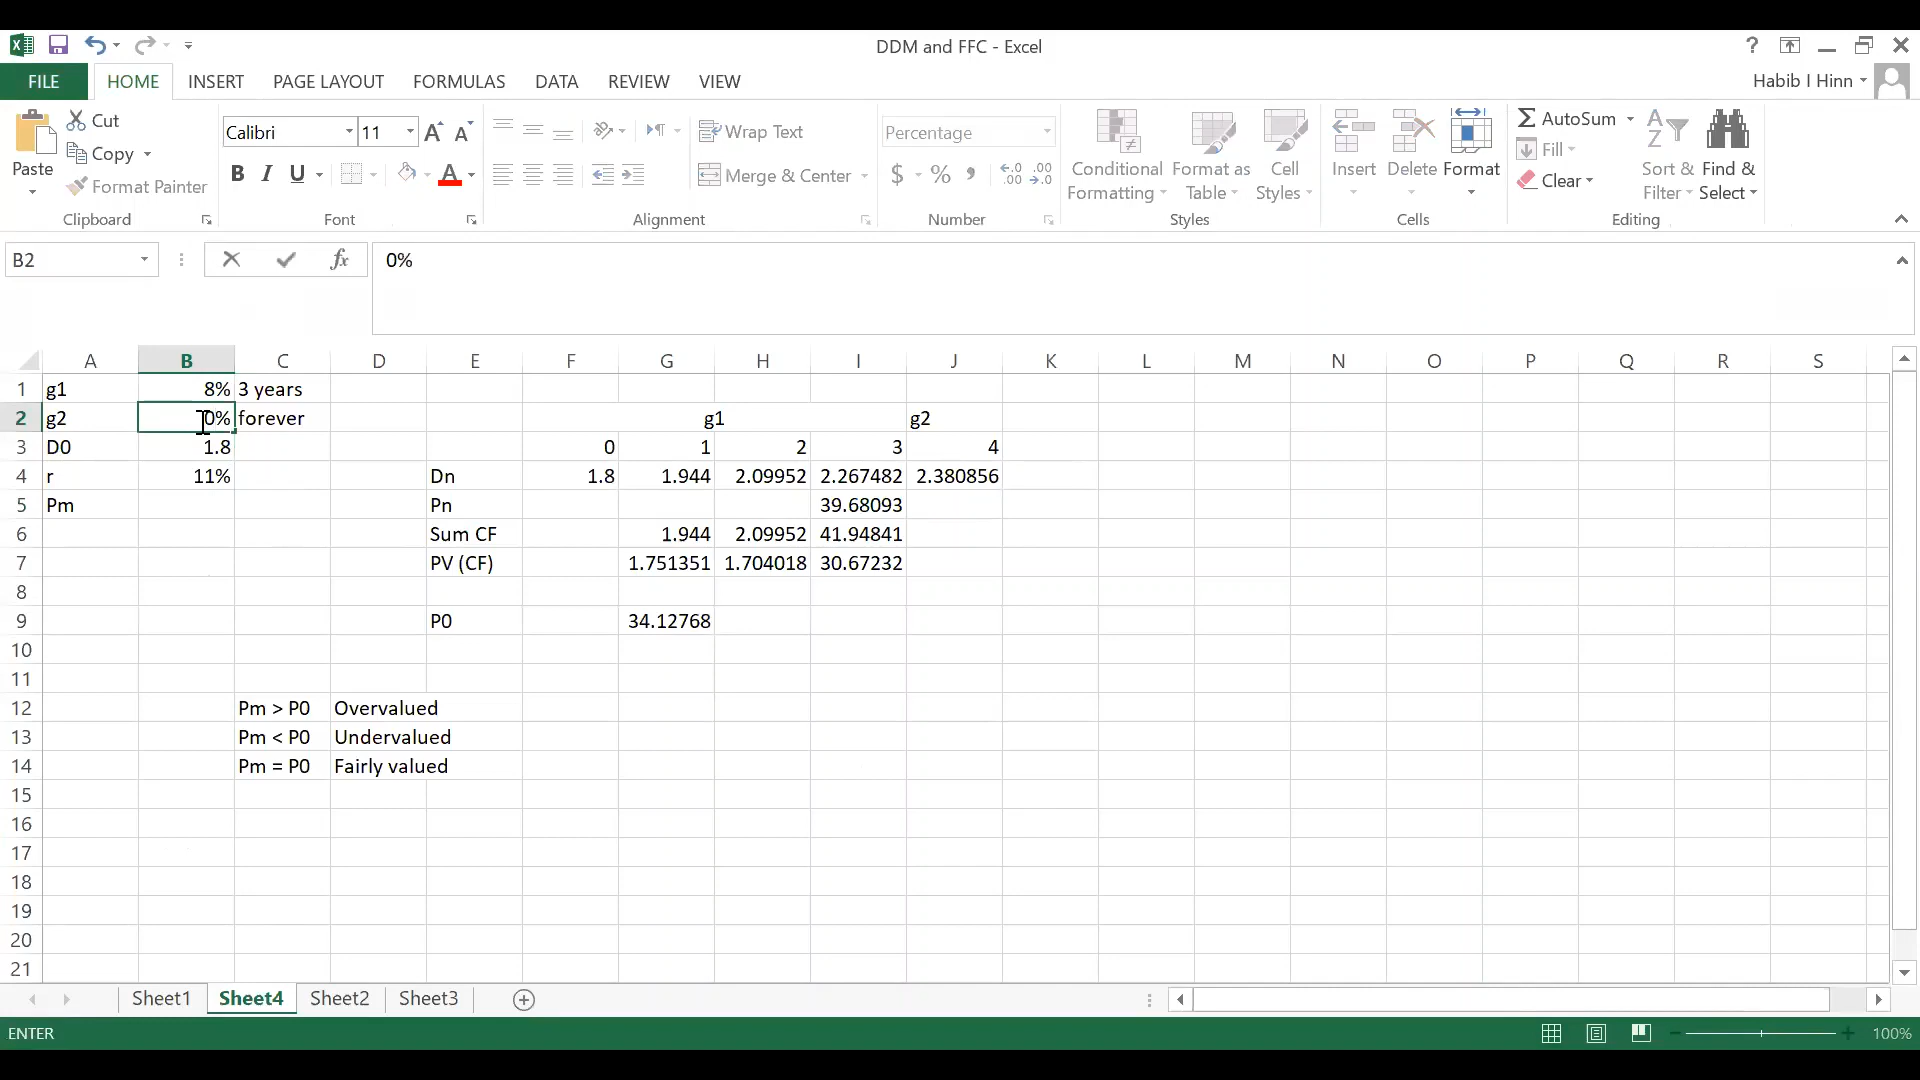 DDM and FFC - Excel
?
FILE HOME INSERT PAGE LAYOUT FORMULAS DATA REVIEW VIEW
Habib I Hinn
Paste
Cut
Copy
Format Painter
Clipboard
Calibri 11 A A
B I U A
Font
Wrap Text
Merge & Center
Alignment
Percentage
$ % , .0 .00 .00 .0
Number
Conditional Formatting
Format as Table
Cell Styles
Styles
Insert Delete Format
Cells
AutoSum
Fill
Clear
A Z
Sort & Filter
Find & Select
Editing
B2 fx 0%
A B C D E F G H I J K L M N O P Q R S
1 g1 8% 3 years
2 g2 0% forever g1 g2
3 D0 1.8 0 1 2 3 4
4 r 11% Dn 1.8 1.944 2.09952 2.267482 2.380856
5 Pm Pn 39.68093
6 Sum CF 1.944 2.09952 41.94841
7 PV (CF) 1.751351 1.704018 30.67232
8
9 P0 34.12768
10
11
12 Pm > P0 Overvalued
13 Pm < P0 Undervalued
14 Pm = P0 Fairly valued
15
16
17
18
19
20
21
Sheet1 Sheet4 Sheet2 Sheet3
ENTER 100%